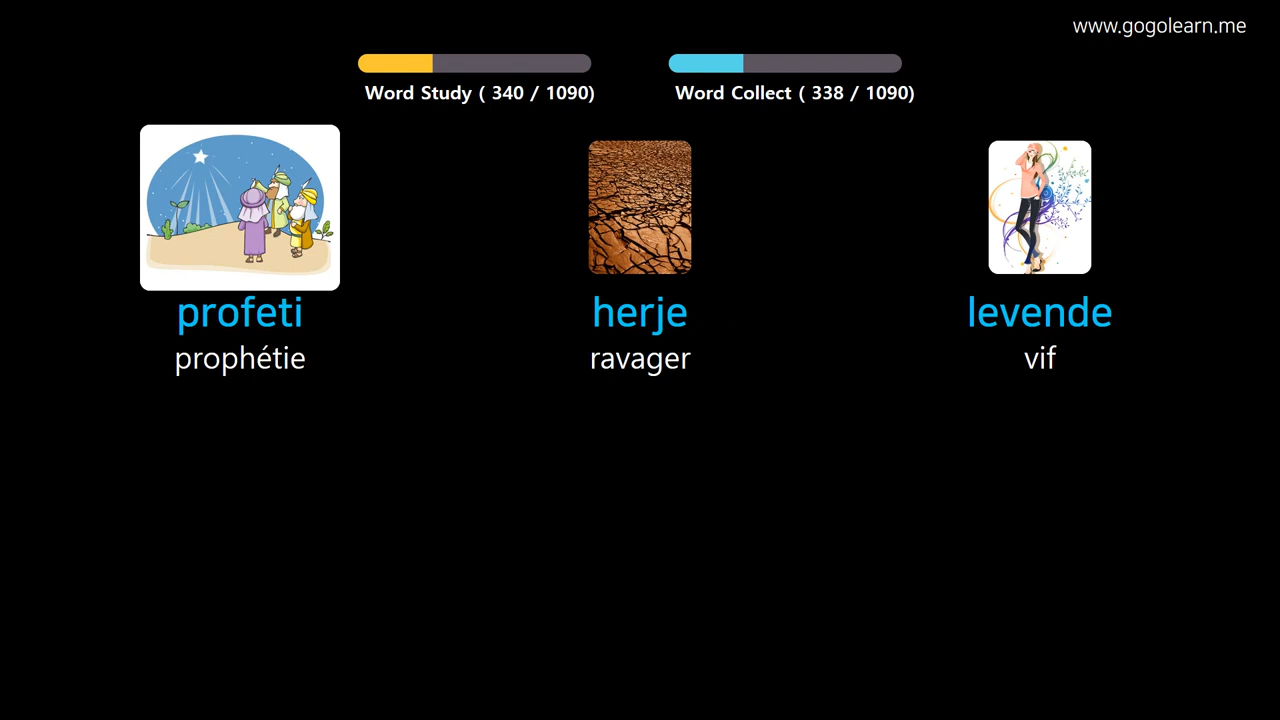 www.gogolearn.me
Word Study ( 340 / 1090)
Word Collect ( 338 / 1090)
profeti
prophétie
herje
ravager
levende
vif